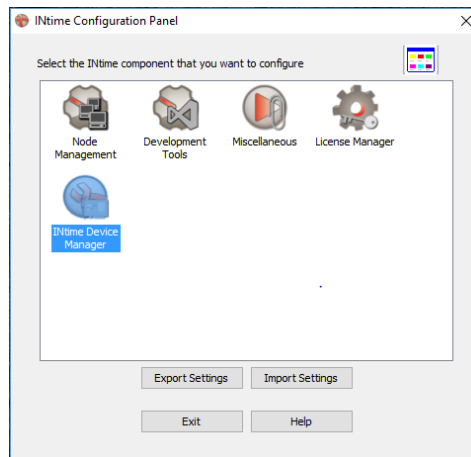 INtime Configuration Panel
Select the INtime component that you want to configure
Node
Management
Development
Tools
Miscellaneous
License Manager
INtime Device
Manager
Export Settings
Import Settings
Exit
Help